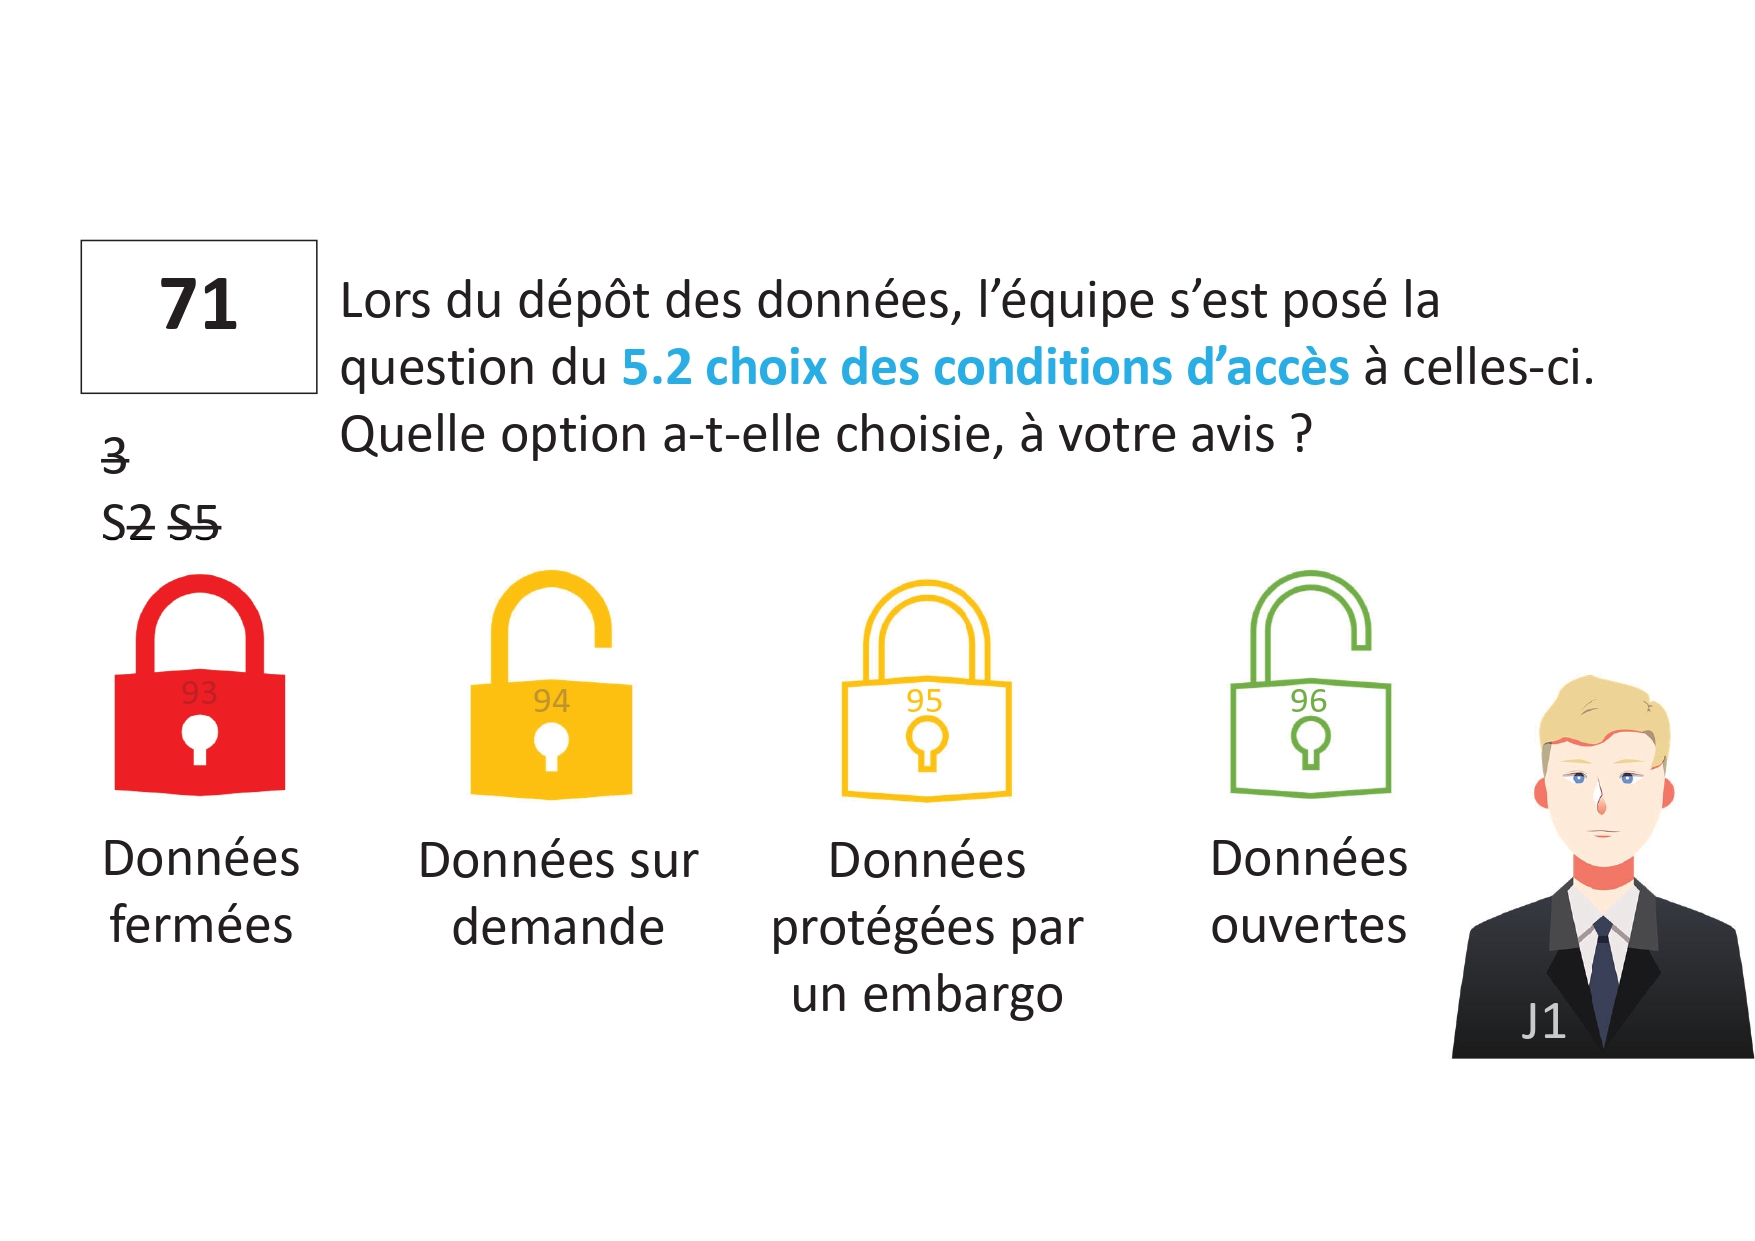 71
Lors du dépôt des données, l’équipe s’est posé la
question du 5.2 choix des conditions d’accès à celles-ci.
Quelle option a-t-elle choisie, à votre avis ?
3
S2 S5
93
94
95
96
Données
fermées
Données sur
demande
Données
protégées par
un embargo
Données
ouvertes
J1